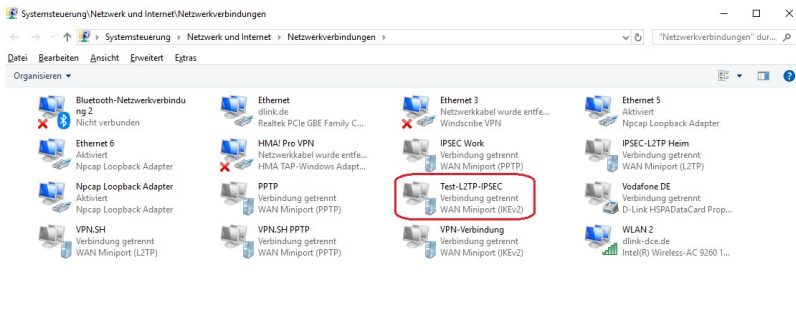 Systemsteuerung\Netzwerk und Internet\Netzwerkverbindungen
Systemsteuerung > Netzwerk und Internet > Netzwerkverbindungen >
"Netzwerkverbindungen" dur...
Datei Bearbeiten Ansicht Erweitert Extras
Organisieren
Bluetooth-Netzwerkverbindu
ng 2
Nicht verbunden
Ethernet
dlink.de
Realtek PCIe GBE Family C...
Ethernet 3
Netzwerkkabel wurde entfe...
Windscribe VPN
Ethernet 5
Aktiviert
Npcap Loopback Adapter
Ethernet 6
Aktiviert
Npcap Loopback Adapter
HMA! Pro VPN
Netzwerkkabel wurde entfe...
HMA TAP-Windows Adapt...
IPSEC Work
Verbindung getrennt
WAN Miniport (IKEv2)
IPSEC-L2TP Heim
Verbindung getrennt
WAN Miniport (L2TP)
Npcap Loopback Adapter
Aktiviert
Npcap Loopback Adapter
PPTP
Verbindung getrennt
WAN Miniport (PPTP)
Test-L2TP-IPSEC
Verbindung getrennt
WAN Miniport (IKEv2)
Vodafone DE
Verbindung getrennt
D-Link HSPADataCard Prop...
VPN.SH
Verbindung getrennt
WAN Miniport (L2TP)
VPN.SH PPTP
Verbindung getrennt
WAN Miniport (PPTP)
VPN-Verbindung
Verbindung getrennt
WAN Miniport (IKEv2)
WLAN 2
dlink-dce.de
Intel(R) Wireless-AC 9260 1...